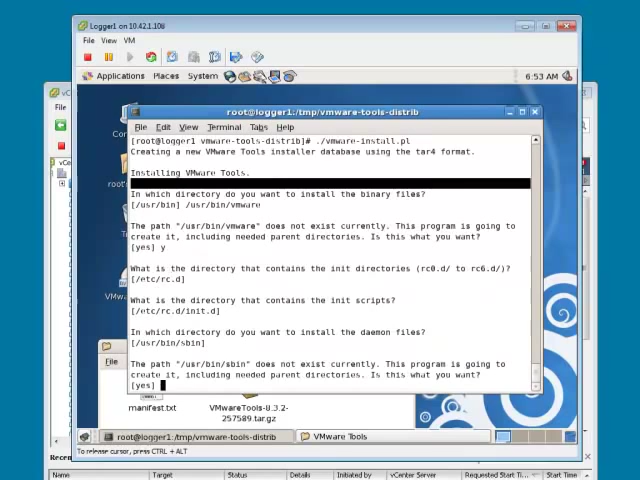 Logger1 on 10.42.1.10
File View VM
Applications Places System
6:53 AM
root@logger1:/tmp/vmware-tools-distrib
File Edit View Terminal Tabs Help
[root@logger1 vmware-tools-distrib]# ./vmware-install.pl
Creating a new VMware Tools installer database using the tar4 format.
Installing VMware Tools.
In which directory do you want to install the binary files?
[/usr/bin] /usr/bin/vmware
The path "/usr/bin/vmware" does not exist currently. This program is going to
create it, including needed parent directories. Is this what you want?
[yes] y
What is the directory that contains the init directories (rc0.d/ to rc6.d/)?
[/etc/rc.d]
What is the directory that contains the init scripts?
[/etc/rc.d/init.d]
In which directory do you want to install the daemon files?
[/usr/bin/sbin]
The path "/usr/bin/sbin" does not exist currently. This program is going to
create it, including needed parent directories. Is this what you want?
[yes]
File
manifest.txt
VMwareTools-8.3.2-
257589.tar.gz
root@logger1:/tmp/vmware-tools-distrib
VMware Tools
To release cursor, press CTRL + ALT
File
Name Target Status Details Initiated by vCenter Server Requested Start Ti... Start Time